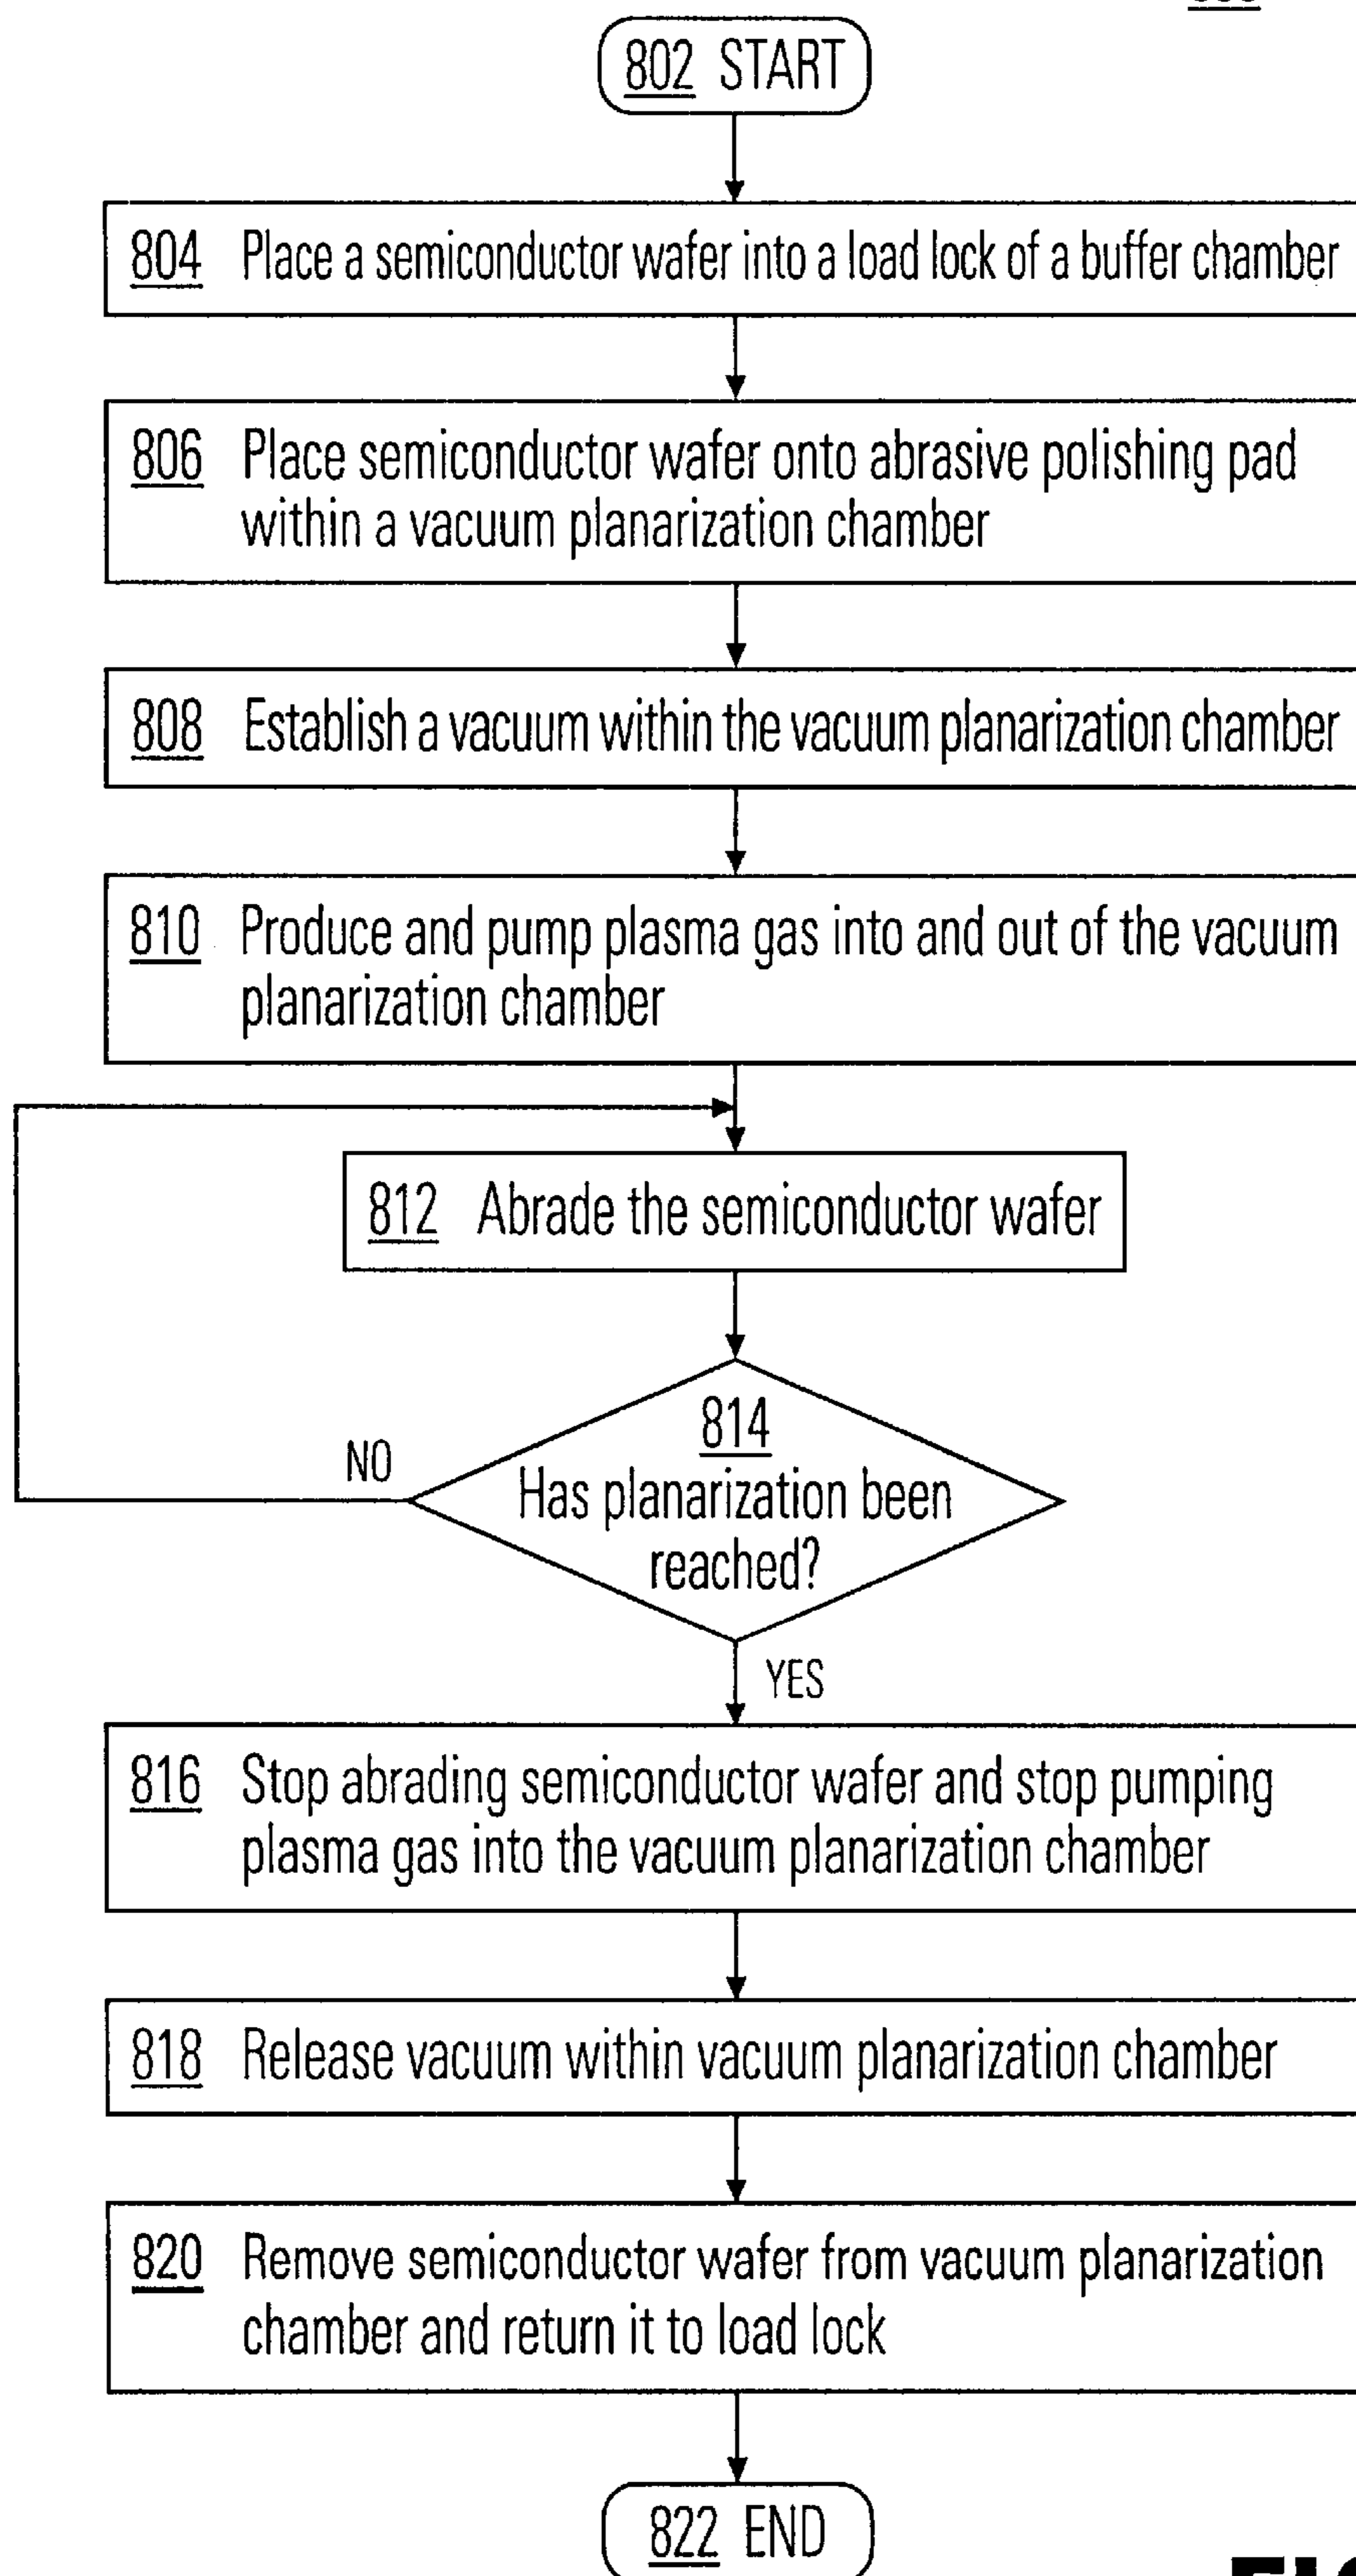 802 START
804 Place a semiconductor wafer into a load lock of a buffer chamber
806 Place semiconductor wafer onto abrasive polishing pad
within a vacuum planarization chamber
808 Establish a vacuum within the vacuum planarization chamber
810 Produce and pump plasma gas into and out of the vacuum
planarization chamber
812 Abrade the semiconductor wafer
814
NO
Has planarization been
reached?
YES
816 Stop abrading semiconductor wafer and stop pumping
plasma gas into the vacuum planarization chamber
818 Release vacuum within vacuum planarization chamber
820 Remove semiconductor wafer from vacuum planarization
chamber and return it to load lock
822 END